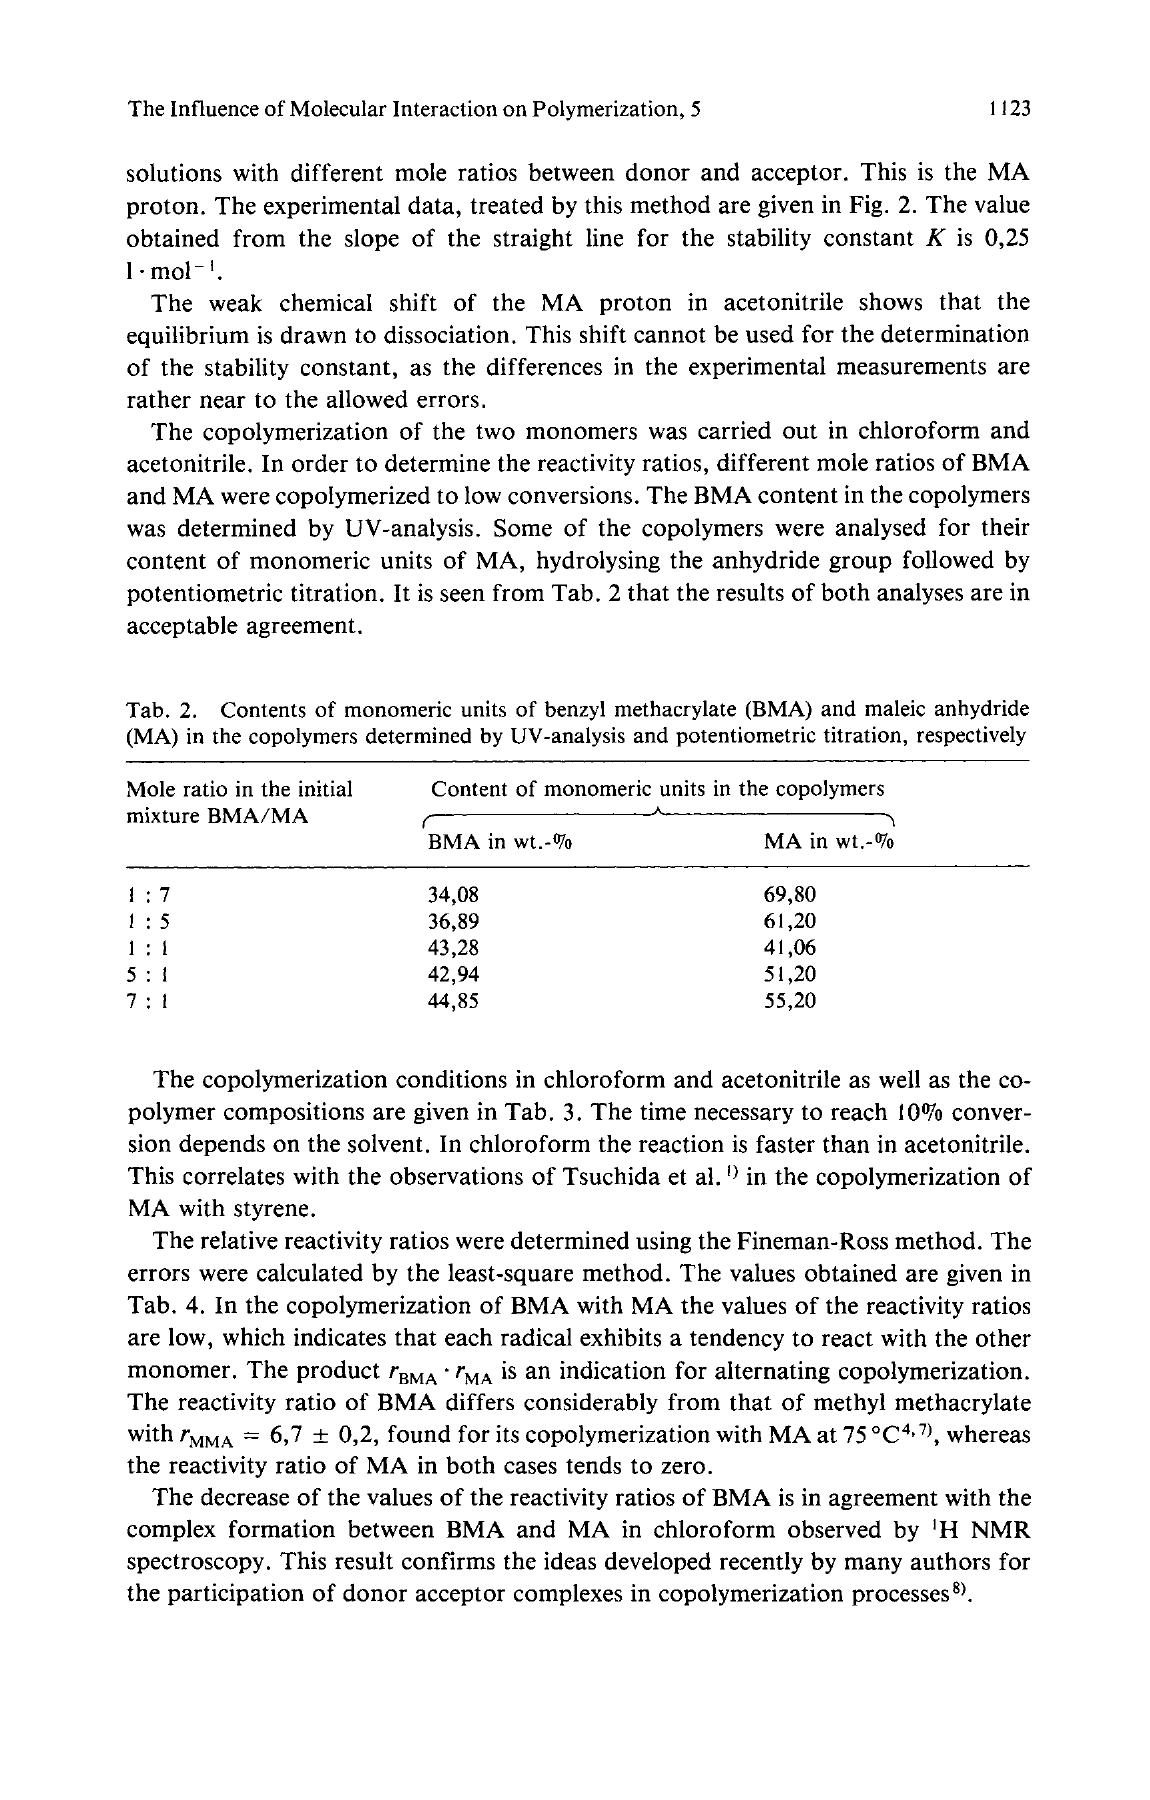 The Influence of Molecular Interaction on Polymerization, 5 1123
solutions with different mole ratios between donor and acceptor. This is the MA
proton. The experimental data, treated by this method are given in Fig. 2. The value
obtained from the slope of the straight line for the stability constant K is 0,25
l · mol⁻¹.
The weak chemical shift of the MA proton in acetonitrile shows that the
equilibrium is drawn to dissociation. This shift cannot be used for the determination
of the stability constant, as the differences in the experimental measurements are
rather near to the allowed errors.
The copolymerization of the two monomers was carried out in chloroform and
acetonitrile. In order to determine the reactivity ratios, different mole ratios of BMA
and MA were copolymerized to low conversions. The BMA content in the copolymers
was determined by UV-analysis. Some of the copolymers were analysed for their
content of monomeric units of MA, hydrolysing the anhydride group followed by
potentiometric titration. It is seen from Tab. 2 that the results of both analyses are in
acceptable agreement.
Tab. 2. Contents of monomeric units of benzyl methacrylate (BMA) and maleic anhydride
(MA) in the copolymers determined by UV-analysis and potentiometric titration, respectively
Mole ratio in the initial Content of monomeric units in the copolymers
mixture BMA/MA
BMA in wt.-% MA in wt.-%
1 : 7 34,08 69,80
1 : 5 36,89 61,20
1 : 1 43,28 41,06
5 : 1 42,94 51,20
7 : 1 44,85 55,20
The copolymerization conditions in chloroform and acetonitrile as well as the co-
polymer compositions are given in Tab. 3. The time necessary to reach 10% conver-
sion depends on the solvent. In chloroform the reaction is faster than in acetonitrile.
This correlates with the observations of Tsuchida et al. ¹⁾ in the copolymerization of
MA with styrene.
The relative reactivity ratios were determined using the Fineman-Ross method. The
errors were calculated by the least-square method. The values obtained are given in
Tab. 4. In the copolymerization of BMA with MA the values of the reactivity ratios
are low, which indicates that each radical exhibits a tendency to react with the other
monomer. The product r_BMA · r_MA is an indication for alternating copolymerization.
The reactivity ratio of BMA differs considerably from that of methyl methacrylate
with r_MMA = 6,7 ± 0,2, found for its copolymerization with MA at 75 °C⁴,⁷⁾, whereas
the reactivity ratio of MA in both cases tends to zero.
The decrease of the values of the reactivity ratios of BMA is in agreement with the
complex formation between BMA and MA in chloroform observed by ¹H NMR
spectroscopy. This result confirms the ideas developed recently by many authors for
the participation of donor acceptor complexes in copolymerization processes⁸⁾.